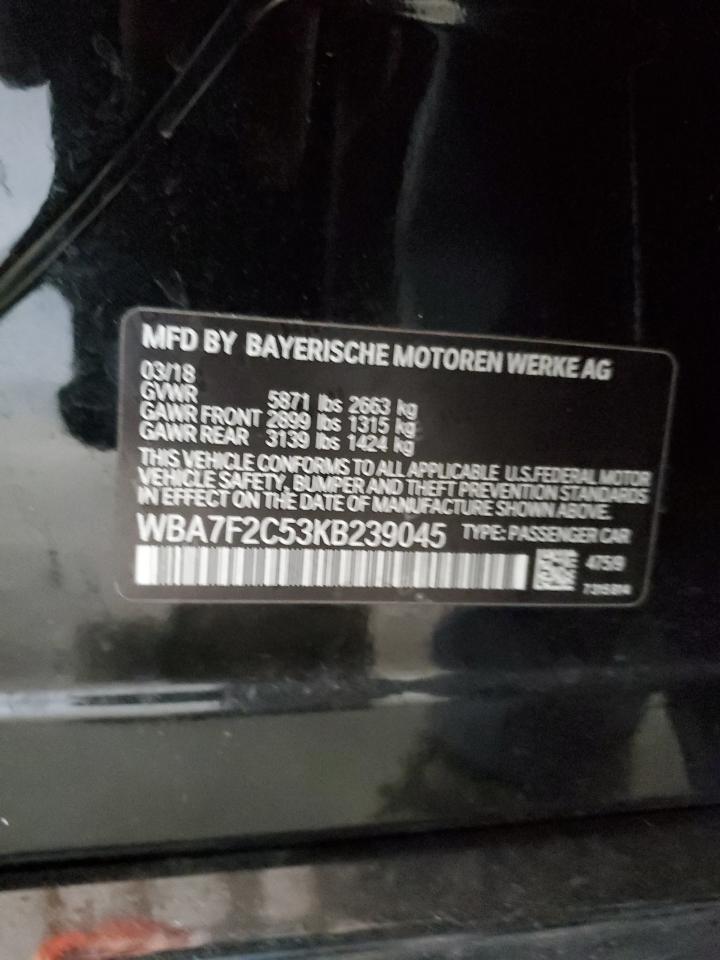 MFD BY BAYERISCHE MOTOREN WERKE AG
03/18
GVWR 5871 lbs 2663 kg
GAWR FRONT 2899 lbs 1315 kg
GAWR REAR 3139 lbs 1424 kg
THIS VEHICLE CONFORMS TO ALL APPLICABLE U.S.FEDERAL MOTOR
VEHICLE SAFETY, BUMPER AND THEFT PREVENTION STANDARDS
IN EFFECT ON THE DATE OF MANUFACTURE SHOWN ABOVE.
WBA7F2C53KB239045 TYPE: PASSENGER CAR